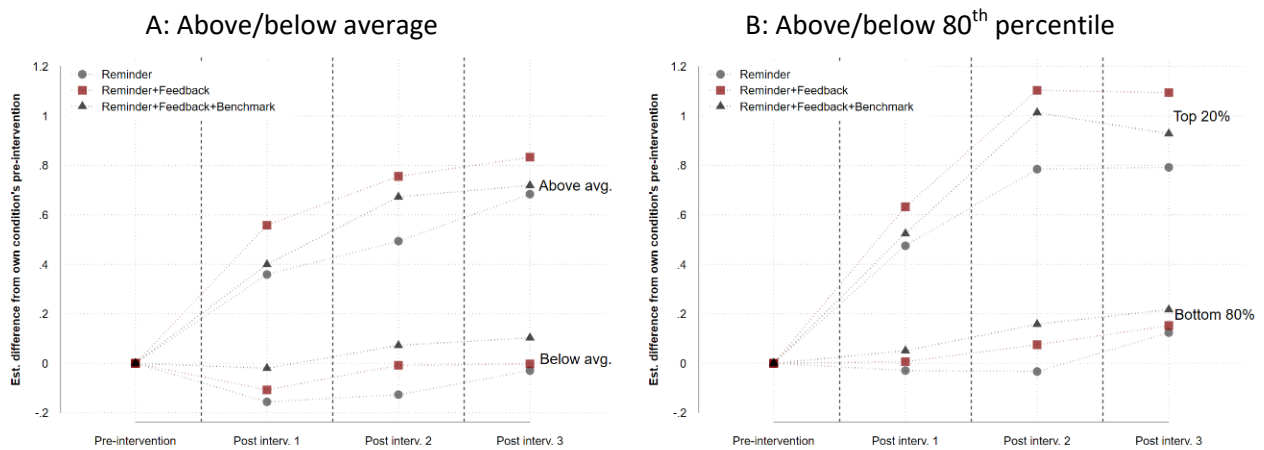 A: Above/below average
Est. difference from own condition's pre-intervention
1.2
1
.8
.6
.4
.2
0
-.2
Reminder
Reminder+Feedback
Reminder+Feedback+Benchmark
Above avg.
Below avg.
Pre-intervention Post interv. 1 Post interv. 2 Post interv. 3
B: Above/below 80th percentile
Est. difference from own condition's pre-intervention
1.2
1
.8
.6
.4
.2
0
-.2
Reminder
Reminder+Feedback
Reminder+Feedback+Benchmark
Top 20%
Bottom 80%
Pre-intervention Post interv. 1 Post interv. 2 Post interv. 3